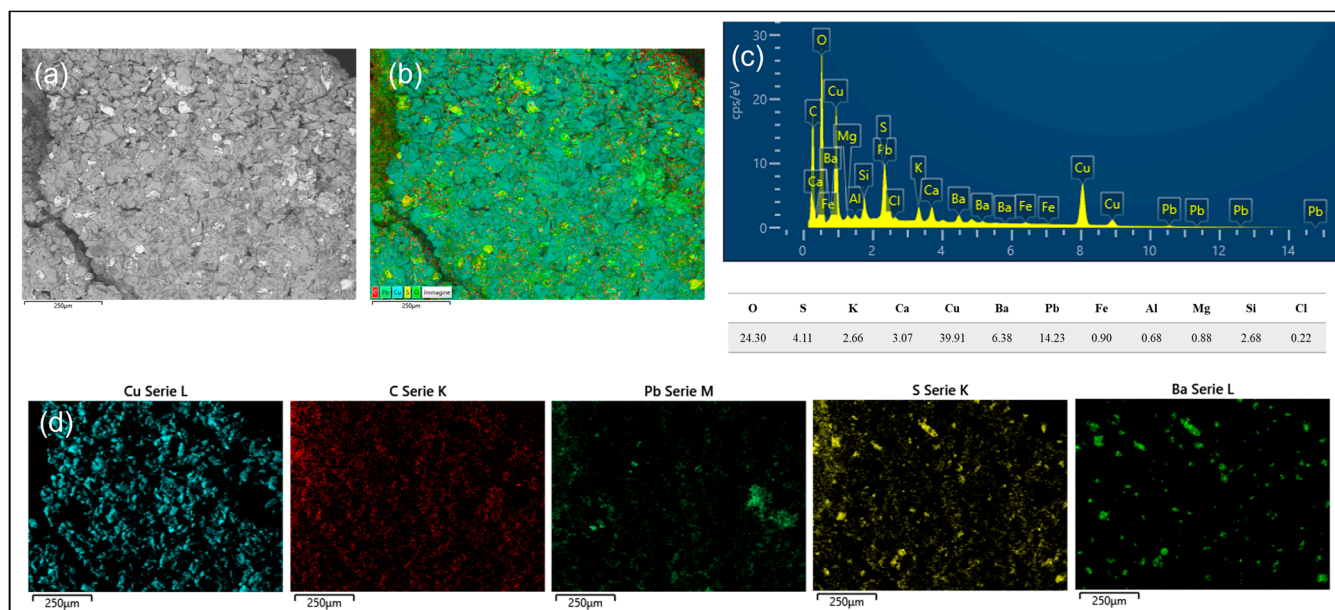 (a)
250μm
(b)
C Pb Cu S O Immagine
250μm
(c)
cps/eV
30
20
10
0
O
Cu
C
Mg
S
Ba
Pb
Si
K
Ca
Ca
Fe
Al
Cl
Ba
Ba
Ba
Fe
Fe
Cu
Cu
Pb
Pb
Pb
Pb
0 2 4 6 8 10 12 14
O S K Ca Cu Ba Pb Fe Al Mg Si Cl
24.30 4.11 2.66 3.07 39.91 6.38 14.23 0.90 0.68 0.88 2.68 0.22
(d)
Cu Serie L
250μm
C Serie K
250μm
Pb Serie M
250μm
S Serie K
250μm
Ba Serie L
250μm